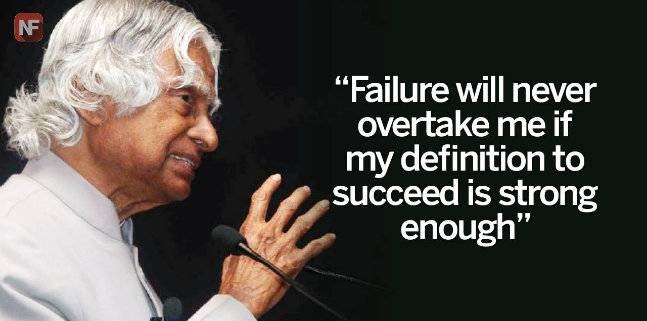 NF
“Failure will never
overtake me if
my definition to
succeed is strong
enough”